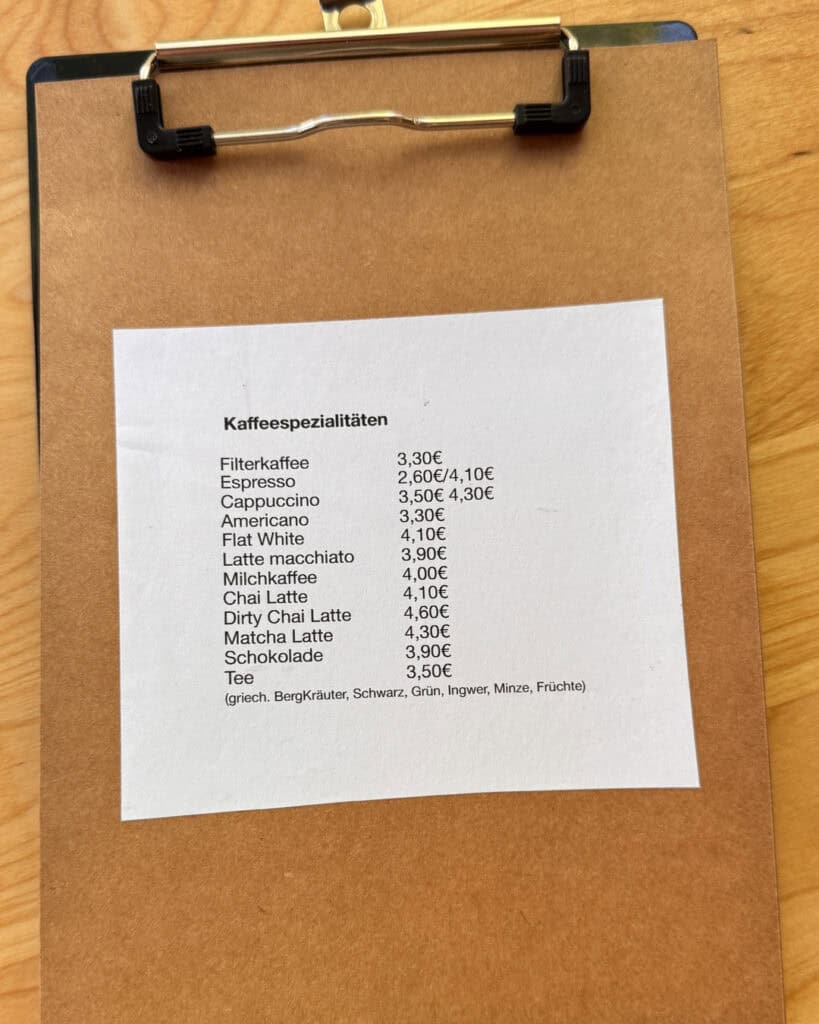 Kaffeespezialitäten
Filterkaffee 3,30€
Espresso 2,60€/4,10€
Cappuccino 3,50€ 4,30€
Americano 3,30€
Flat White 4,10€
Latte macchiato 3,90€
Milchkaffee 4,00€
Chai Latte 4,10€
Dirty Chai Latte 4,60€
Matcha Latte 4,30€
Schokolade 3,90€
Tee 3,50€
(griech. BergKräuter, Schwarz, Grün, Ingwer, Minze, Früchte)